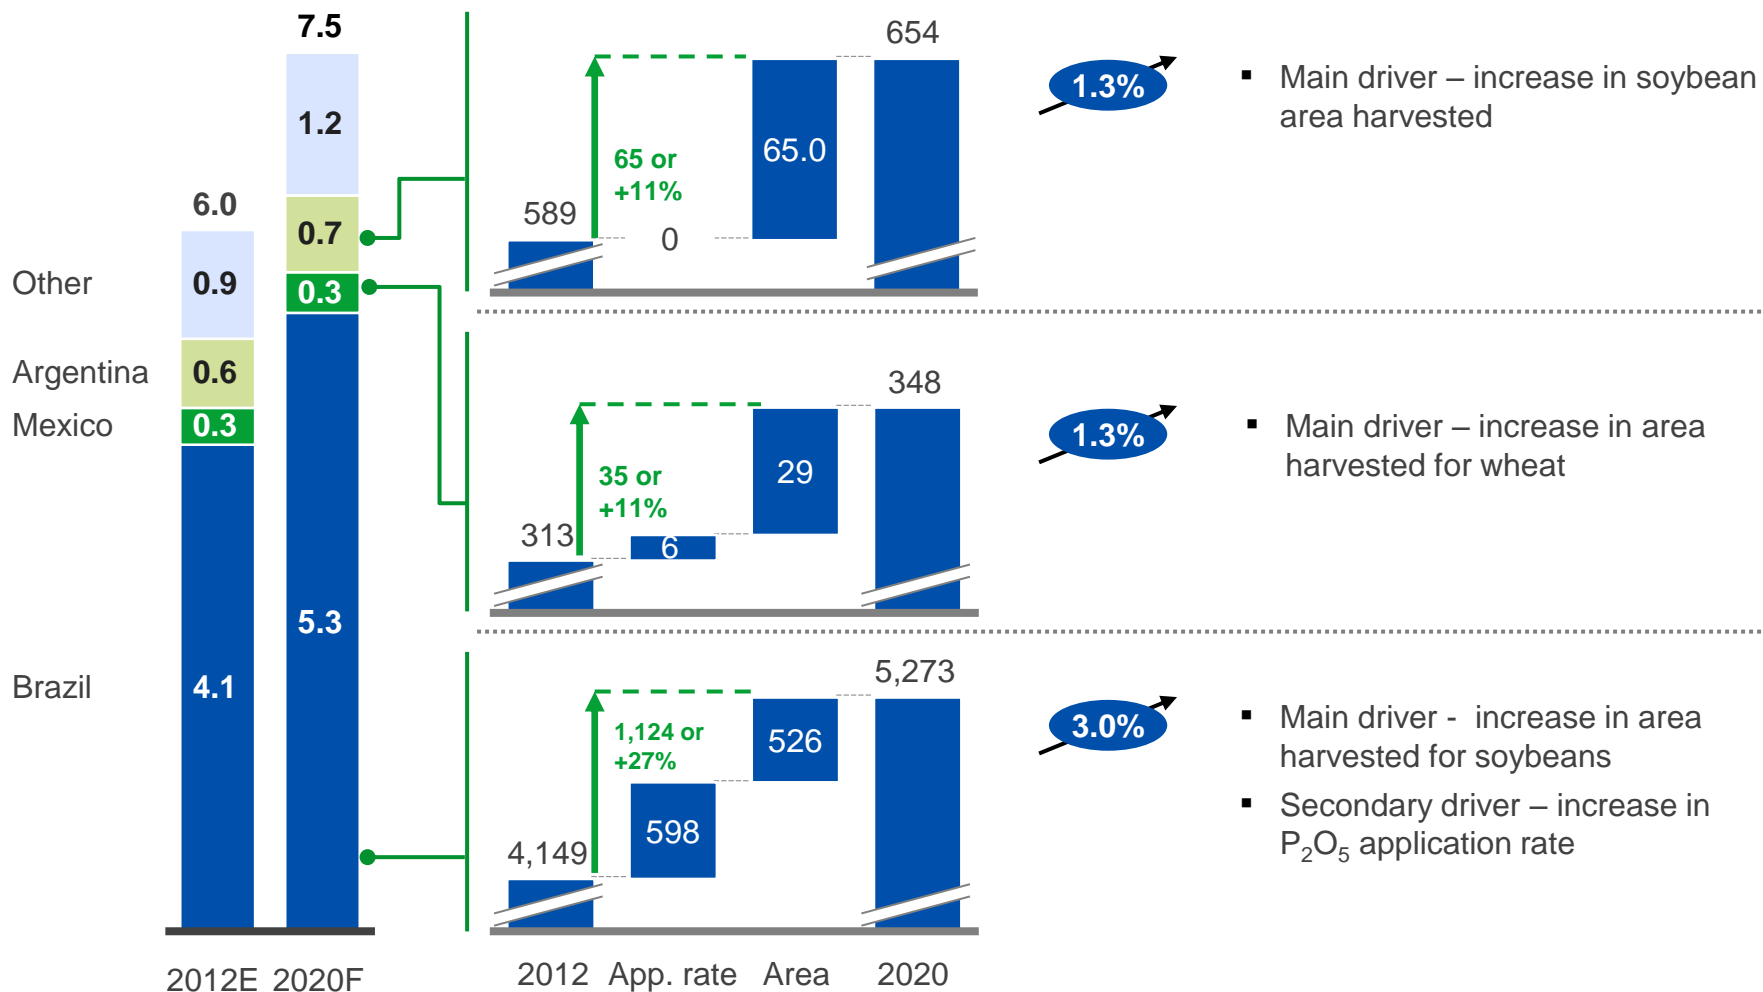 7.5
1.2
0.7
0.3
5.3
6.0
0.9
0.6
0.3
4.1
Other
Argentina
Mexico
Brazil
2012E
2020F
654
65 or
+11%
65.0
589
0
1.3%
▪ Main driver – increase in soybean
area harvested
348
35 or
+11%
29
313
6
1.3%
▪ Main driver – increase in area
harvested for wheat
5,273
1,124 or
+27%
526
598
4,149
3.0%
▪ Main driver - increase in area
harvested for soybeans
▪ Secondary driver – increase in
P₂O₅ application rate
2012
App. rate
Area
2020